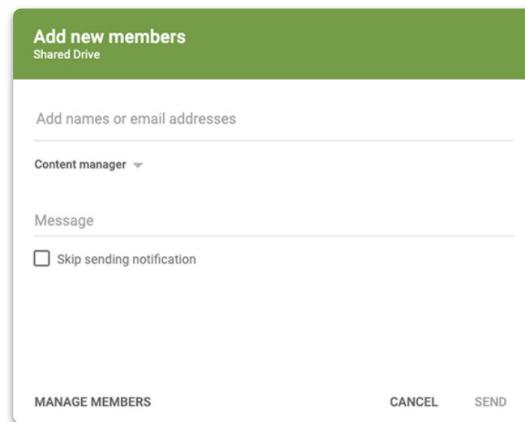 Add new members
Shared Drive
Add names or email addresses
Content manager
Message
Skip sending notification
MANAGE MEMBERS CANCEL SEND